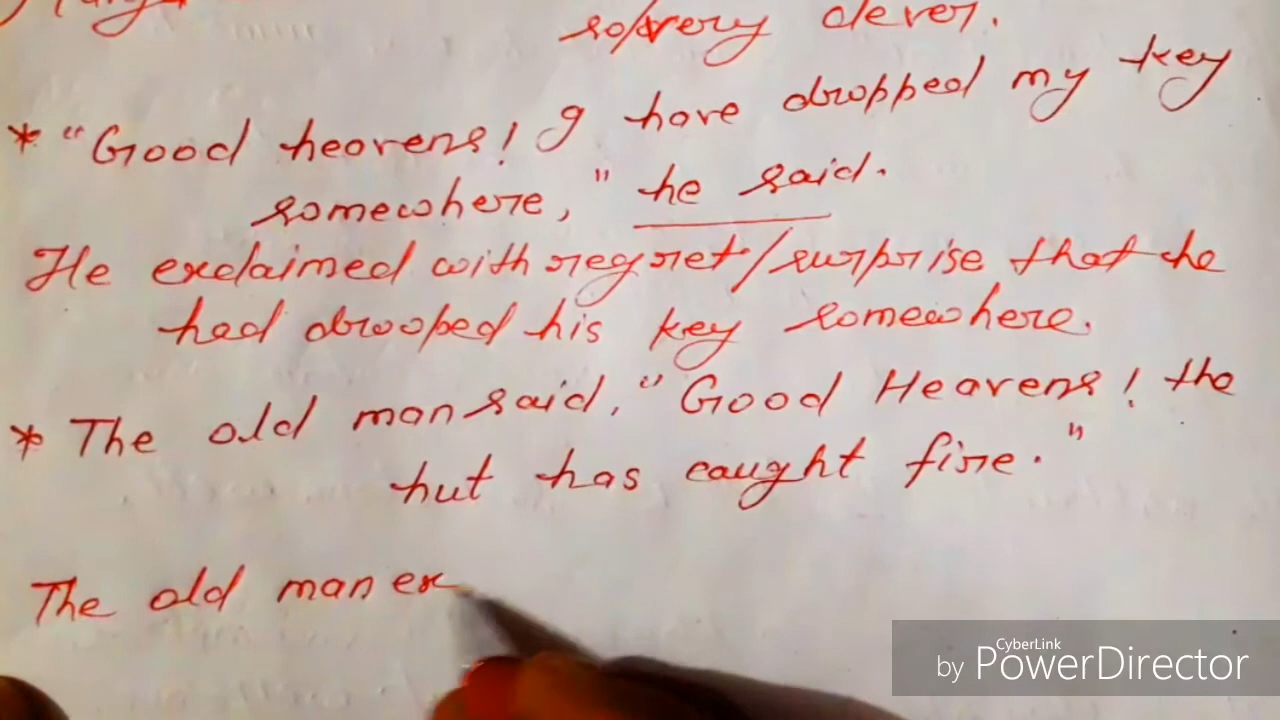 so/very clever.
* "Good heavens! I have dropped my key
somewhere," he said.
He exclaimed with regret/surprise that he
had drooped his key somewhere.
* The old man said, "Good Heavens! the
hut has caught fire."
The old man ex
CyberLink
by PowerDirector